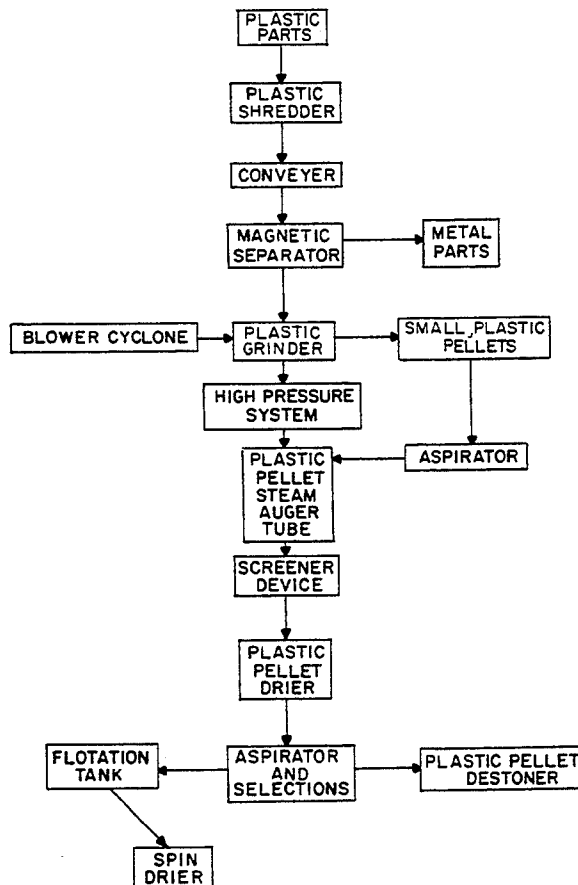 PLASTIC
PARTS
PLASTIC
SHREDDER
CONVEYER
MAGNETIC
SEPARATOR
METAL
PARTS
BLOWER CYCLONE
PLASTIC
GRINDER
SMALL, PLASTIC
PELLETS
HIGH PRESSURE
SYSTEM
PLASTIC
PELLET
STEAM
AUGER
TUBE
ASPIRATOR
SCREENER
DEVICE
PLASTIC
PELLET
DRIER
FLOTATION
TANK
ASPIRATOR
AND
SELECTIONS
PLASTIC PELLET
DESTONER
SPIN
DRIER